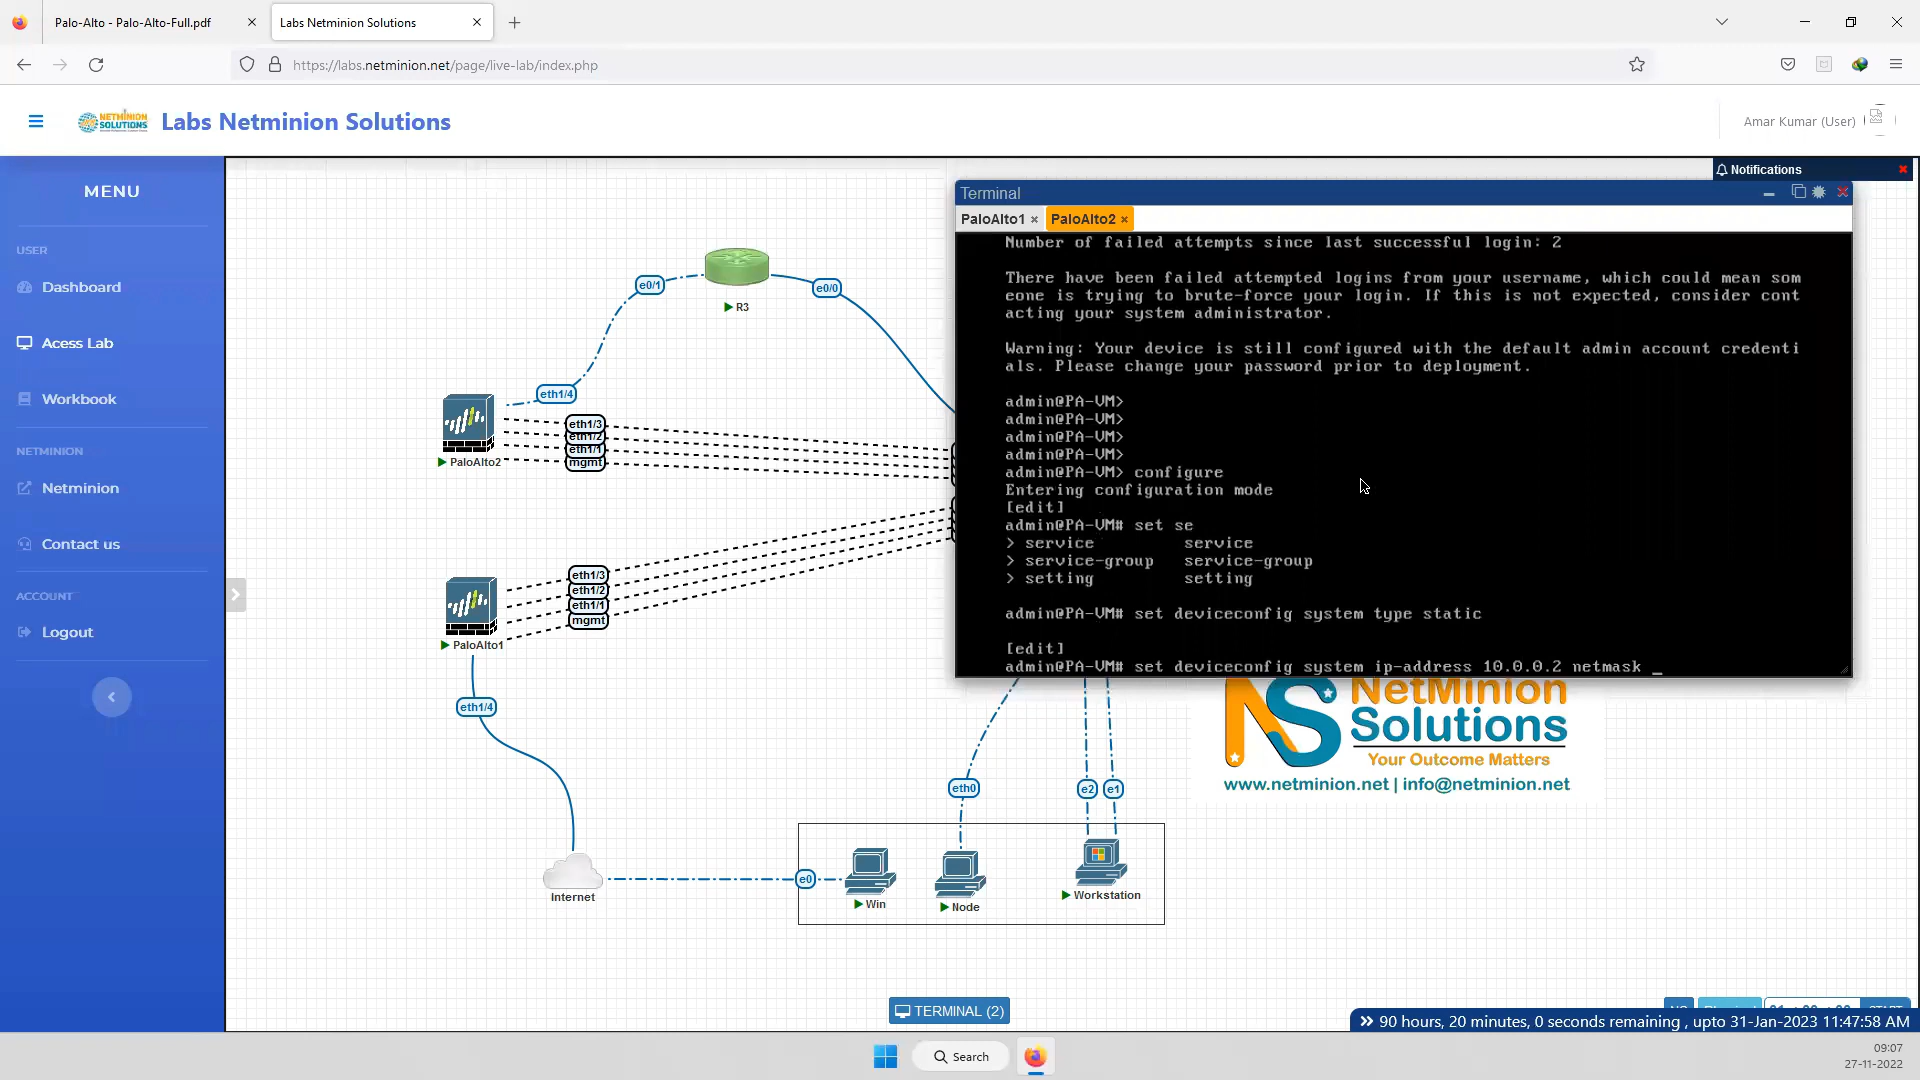 Palo-Alto - Palo-Alto-Full.pdf
Labs Netminion Solutions
https://labs.netminion.net/page/live-lab/index.php
NETMINION
SOLUTIONS
Labs Netminion Solutions
Amar Kumar (User)
MENU
USER
Dashboard
Acess Lab
Workbook
NETMINION
Netminion
Contact us
ACCOUNT
Logout
Notifications
Terminal
PaloAlto1 ×
PaloAlto2 ×
Number of failed attempts since last successful login: 2
There have been failed attempted logins from your username, which could mean som
eone is trying to brute-force your login. If this is not expected, consider cont
acting your system administrator.
Warning: Your device is still configured with the default admin account credenti
als. Please change your password prior to deployment.
admin@PA-VM>
admin@PA-VM>
admin@PA-VM>
admin@PA-VM>
admin@PA-VM> configure
Entering configuration mode
[edit]
admin@PA-VM# set se
> service service
> service-group service-group
> setting setting
admin@PA-VM# set deviceconfig system type static
[edit]
admin@PA-VM# set deviceconfig system ip-address 10.0.0.2 netmask _
e0/1
R3
e0/0
eth1/4
eth1/3
eth1/2
eth1/1
mgmt
PaloAlto2
eth1/3
eth1/2
eth1/1
mgmt
PaloAlto1
eth1/4
Internet
e0
Win
eth0
Node
e2
e1
Workstation
NS
NetMinion
Solutions
Your Outcome Matters
www.netminion.net | info@netminion.net
TERMINAL (2)
90 hours, 20 minutes, 0 seconds remaining , upto 31-Jan-2023 11:47:58 AM
Search
09:07
27-11-2022